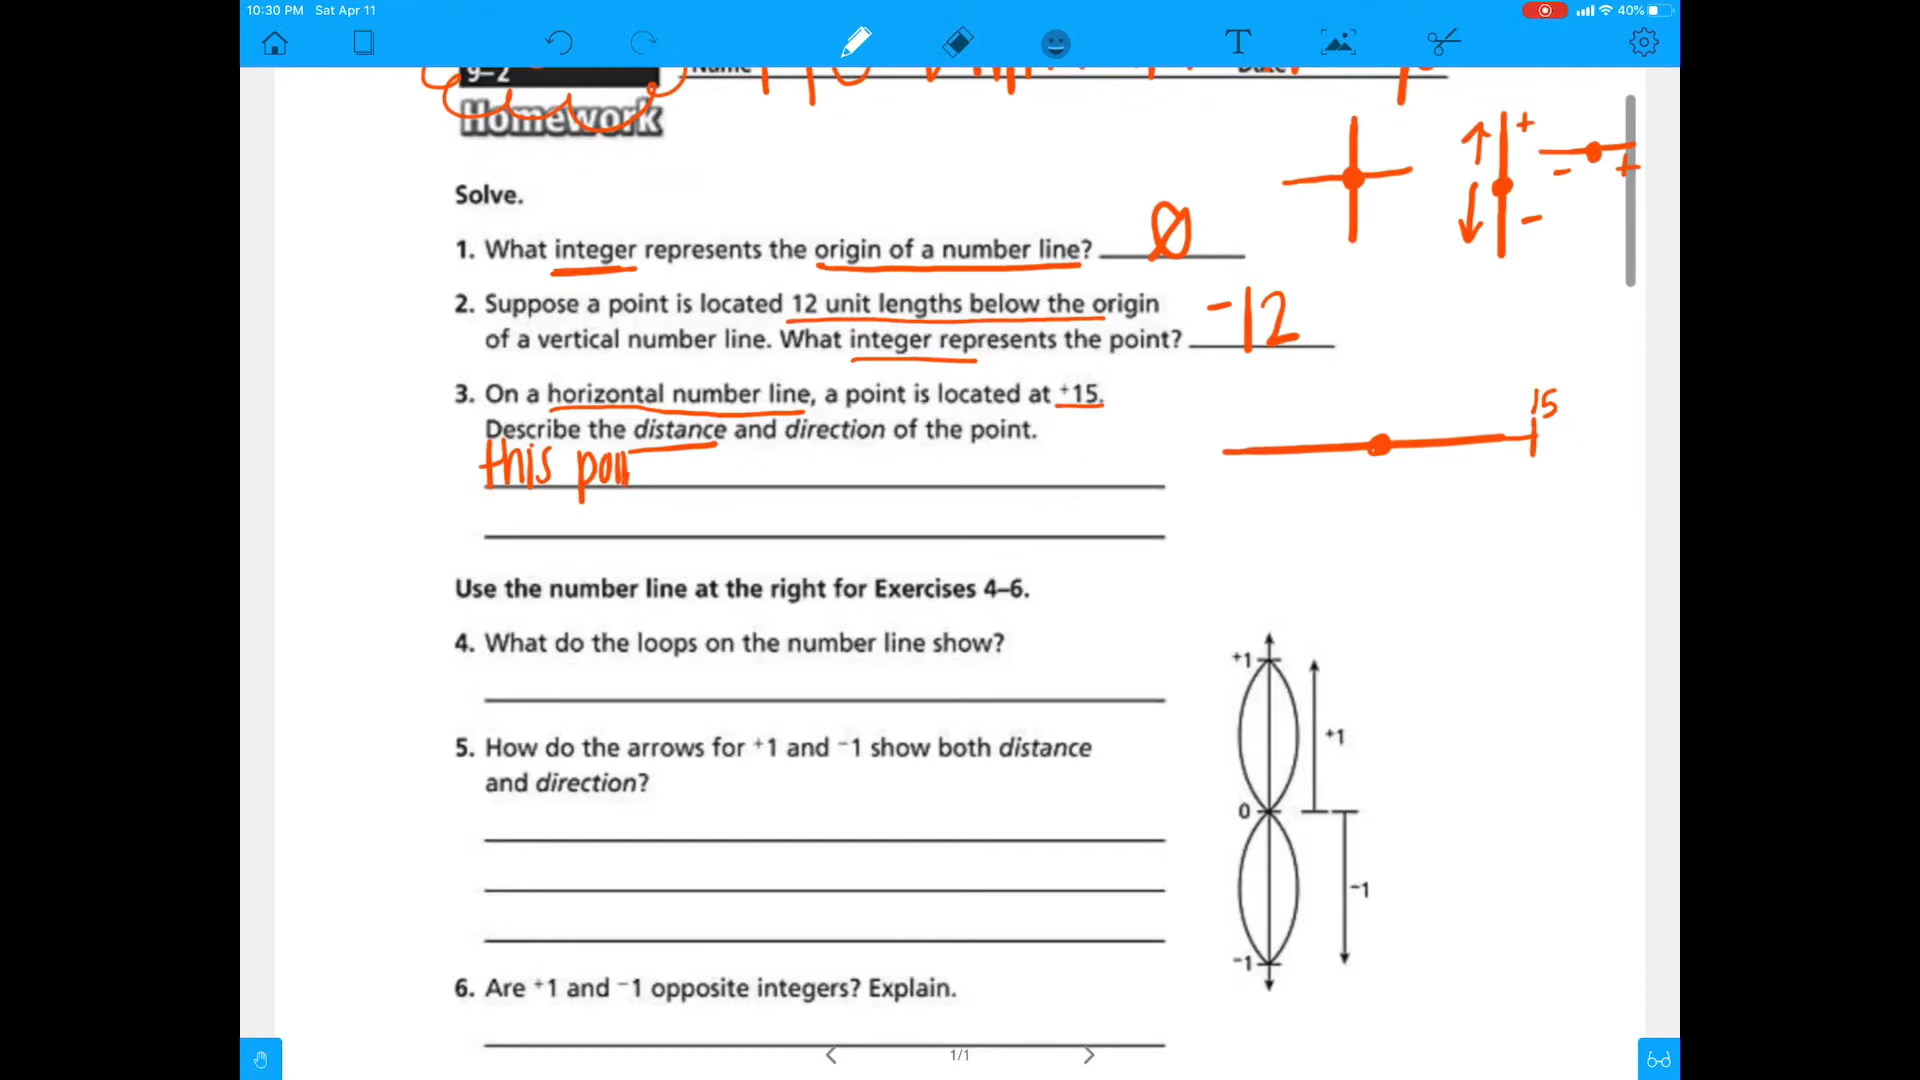 10:30 PM Sat Apr 11
40%
9–2
Name
Date
Homework
+
-
-
+
Solve.
1. What integer represents the origin of a number line? 0
2. Suppose a point is located 12 unit lengths below the origin
of a vertical number line. What integer represents the point? -12
3. On a horizontal number line, a point is located at ⁺15.
Describe the distance and direction of the point.
15
this poi
Use the number line at the right for Exercises 4–6.
4. What do the loops on the number line show?
5. How do the arrows for ⁺1 and ⁻1 show both distance
and direction?
6. Are ⁺1 and ⁻1 opposite integers? Explain.
⁺1
⁺1
0
⁻1
⁻1
1/1